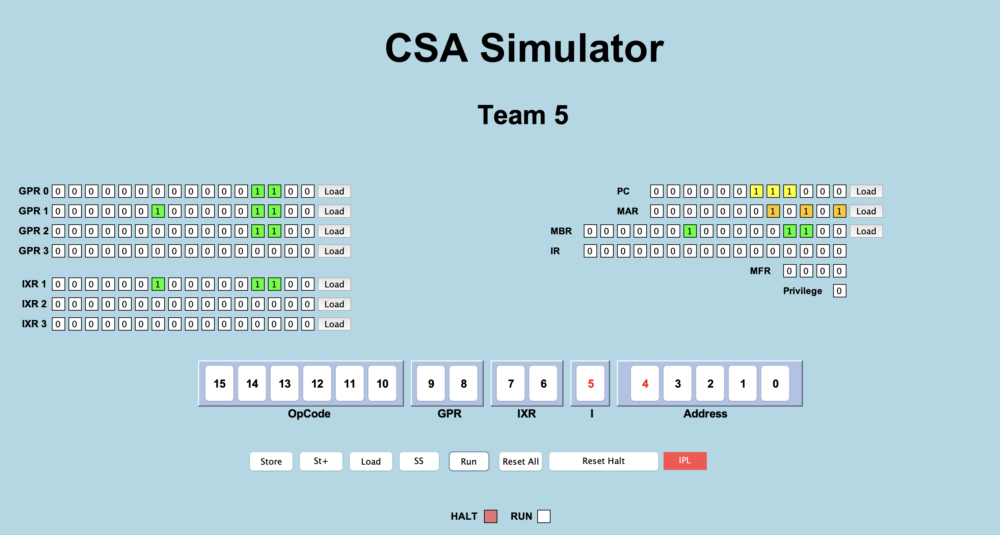 CSA Simulator
Team 5
GPR 0 0 0 0 0 0 0 0 0 0 0 0 0 1 1 0 0 Load
GPR 1 0 0 0 0 0 0 1 0 0 0 0 0 1 1 0 0 Load
GPR 2 0 0 0 0 0 0 0 0 0 0 0 0 1 1 0 0 Load
GPR 3 0 0 0 0 0 0 0 0 0 0 0 0 0 0 0 0 Load
IXR 1 0 0 0 0 0 0 1 0 0 0 0 0 1 1 0 0 Load
IXR 2 0 0 0 0 0 0 0 0 0 0 0 0 0 0 0 0 Load
IXR 3 0 0 0 0 0 0 0 0 0 0 0 0 0 0 0 0 Load
PC 0 0 0 0 0 0 1 1 1 0 0 0 Load
MAR 0 0 0 0 0 0 0 1 0 1 0 1 Load
MBR 0 0 0 0 0 0 1 0 0 0 0 0 1 1 0 0 Load
IR 0 0 0 0 0 0 0 0 0 0 0 0 0 0 0 0
MFR 0 0 0 0
Privilege 0
15 14 13 12 11 10 9 8 7 6 5 4 3 2 1 0
OpCode GPR IXR I Address
Store St+ Load SS Run Reset All Reset Halt IPL
HALT RUN